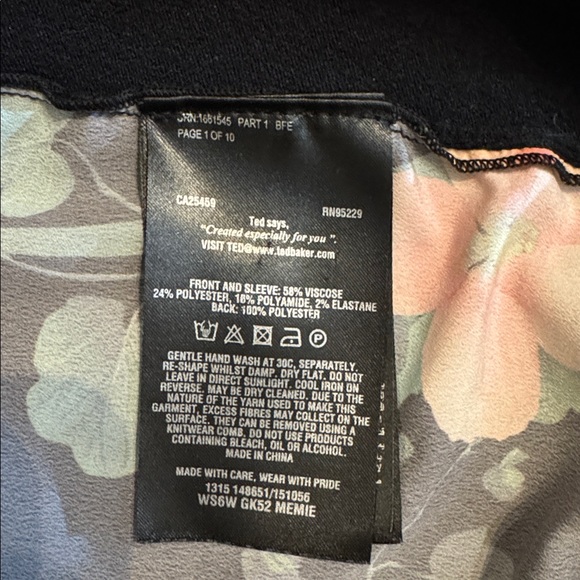 CRN:1661545 PART 1 BFE
PAGE 1 OF 10
CA25459 RN95229
Ted says,
"Created especially for you".
VISIT TED@www.tedbaker.com
FRONT AND SLEEVE: 56% VISCOSE
24% POLYESTER, 18% POLYAMIDE, 2% ELASTANE
BACK: 100% POLYESTER
GENTLE HAND WASH AT 30C, SEPARATELY.
RE-SHAPE WHILST DAMP. DRY FLAT. DO NOT
LEAVE IN DIRECT SUNLIGHT. COOL IRON ON
REVERSE. MAY BE DRY CLEANED. DUE TO THE
NATURE OF THE YARN USED TO MAKE THIS
GARMENT, EXCESS FIBRES MAY COLLECT ON THE
SURFACE. THEY CAN BE REMOVED USING A
KNITWEAR COMB. DO NOT USE PRODUCTS
CONTAINING BLEACH, OIL OR ALCOHOL.
MADE IN CHINA
MADE WITH CARE, WEAR WITH PRIDE
1315 148651/151056
WS6W GK52 MEMIE